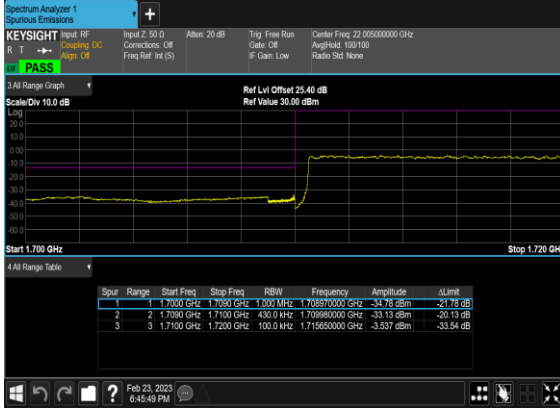 Spectrum Analyzer 1
Spurious Emissions
+
KEYSIGHT Input: RF Input Z: 50 Ω Atten: 20 dB Trig: Free Run Center Freq: 22.005000000 GHz
R T Coupling: DC Corrections: Off Gate: Off Avg|Hold: 100/100
Align: Off Freq Ref: Int (S) IF Gain: Low Radio Std: None
PASS
3 All Range Graph Ref Lvl Offset 25.40 dB
Scale/Div 10.0 dB Ref Value 30.00 dBm
Log
20.0
10.0
0.00
-10.0
-20.0
-30.0
-40.0
-50.0
-60.0
Start 1.700 GHz Stop 1.720 GH
4 All Range Table
Spur Range Start Freq Stop Freq RBW Frequency Amplitude ΔLimit
1 1 1.7000 GHz 1.7090 GHz 1.000 MHz 1.708970000 GHz -34.78 dBm -21.78 dB
2 2 1.7090 GHz 1.7100 GHz 430.0 kHz 1.709980000 GHz -33.13 dBm -20.13 dB
3 3 1.7100 GHz 1.7200 GHz 100.0 kHz 1.715650000 GHz -3.537 dBm -33.54 dB
? Feb 23, 2023
6:45:49 PM